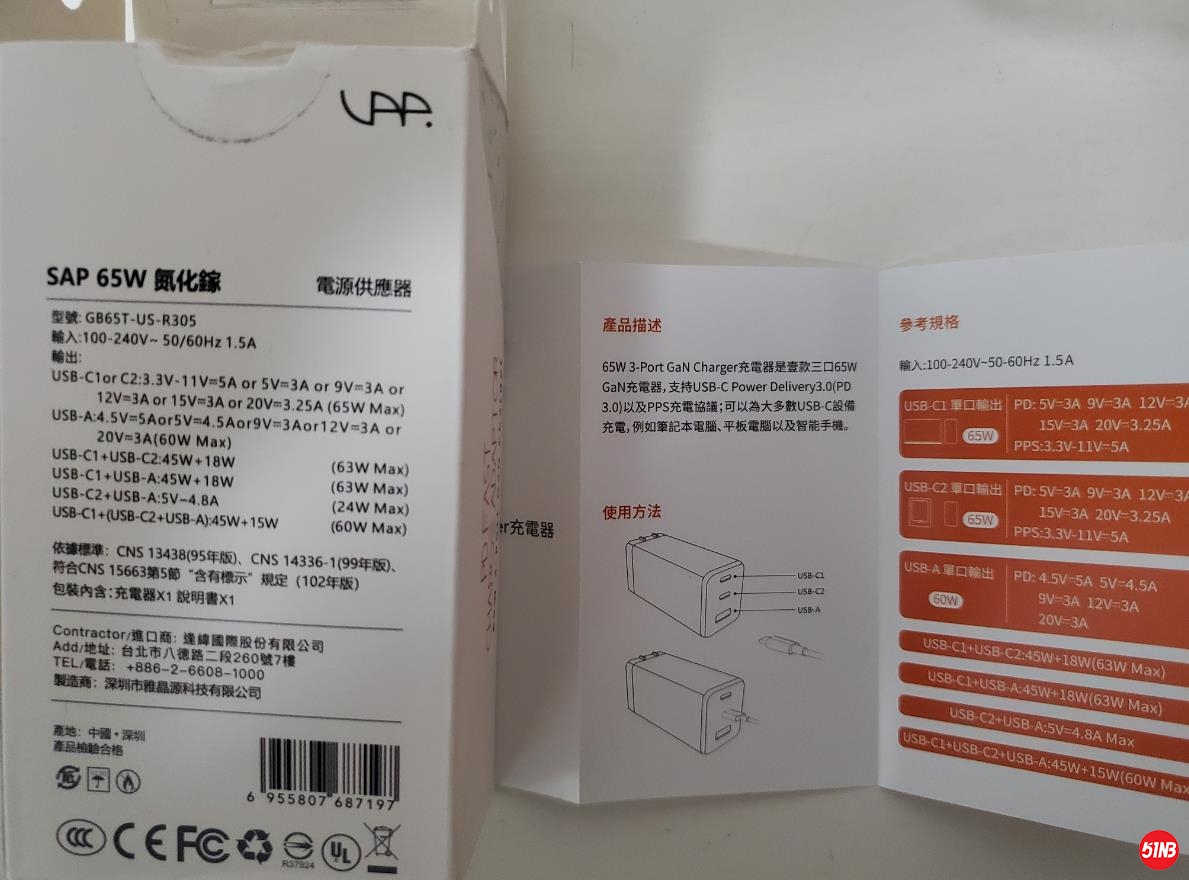 SAP.
SAP 65W 氮化鎵 電源供應器
型號: GB65T-US-R305
輸入:100-240V~ 50/60Hz 1.5A
輸出:
USB-C1or C2:3.3V-11V=5A or 5V=3A or 9V=3A or
12V=3A or 15V=3A or 20V=3.25A (65W Max)
USB-A:4.5V=5Aor5V=4.5Aor9V=3Aor12V=3A or
20V=3A(60W Max)
USB-C1+USB-C2:45W+18W (63W Max)
USB-C1+USB-A:45W+18W (63W Max)
USB-C2+USB-A:5V-4.8A (24W Max)
USB-C1+(USB-C2+USB-A):45W+15W (60W Max)
依據標準: CNS 13438(95年版)、CNS 14336-1(99年版)、
符合CNS 15663第5節“含有標示”規定 (102年版)
包裝內含:充電器X1 說明書X1
Contractor/進口商: 逢緯國際股份有限公司
Add/地址: 台北市八德路二段260號7樓
TEL/電話: +886-2-6608-1000
製造商: 深圳市雅晶源科技有限公司
產地: 中國·深圳
產品檢驗合格
6 955807 687197
CCC CE FC R37924 UL
er充電器
產品描述
65W 3-Port GaN Charger充電器是壹款三口65W
GaN充電器,支持USB-C Power Delivery3.0(PD
3.0)以及PPS充電協議;可以為大多數USB-C設備
充電,例如筆記本電腦、平板電腦以及智能手機。
使用方法
USB-C1
USB-C2
USB-A
參考規格
輸入:100-240V~50-60Hz 1.5A
USB-C1 單口輸出 PD: 5V=3A 9V=3A 12V=3A
65W 15V=3A 20V=3.25A
PPS:3.3V-11V=5A
USB-C2 單口輸出 PD: 5V=3A 9V=3A 12V=3A
65W 15V=3A 20V=3.25A
PPS:3.3V-11V=5A
USB-A 單口輸出 PD: 4.5V=5A 5V=4.5A
60W 9V=3A 12V=3A
20V=3A
USB-C1+USB-C2:45W+18W(63W Max)
USB-C1+USB-A:45W+18W(63W Max)
USB-C2+USB-A:5V=4.8A Max
USB-C1+USB-C2+USB-A:45W+15W(60W Max
51NB